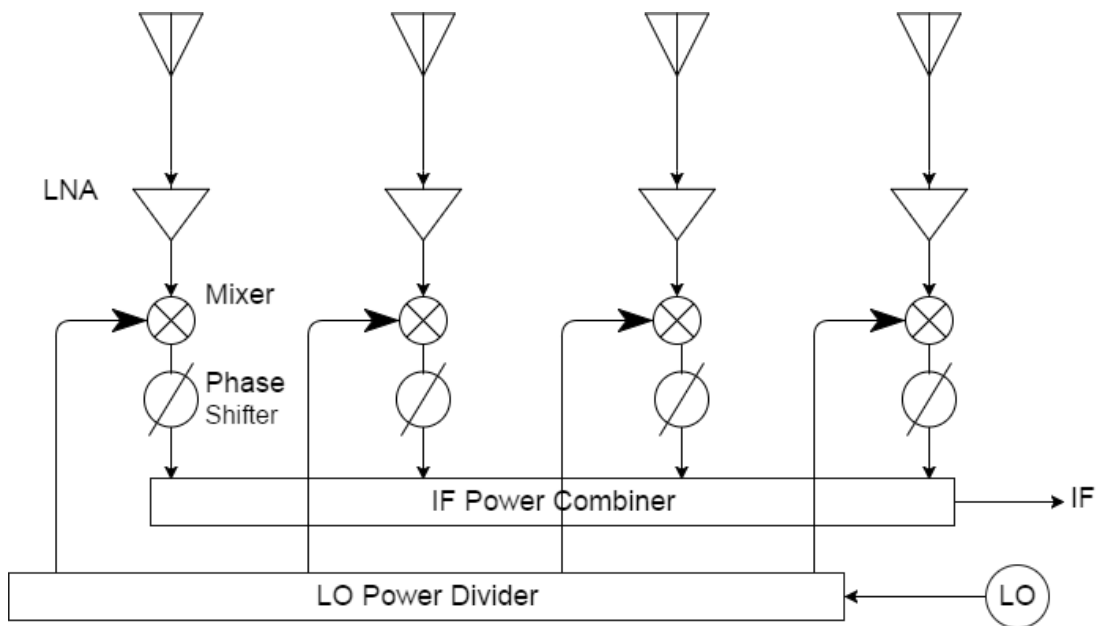 LNA
Mixer
Phase
Shifter
IF Power Combiner
IF
LO Power Divider
LO